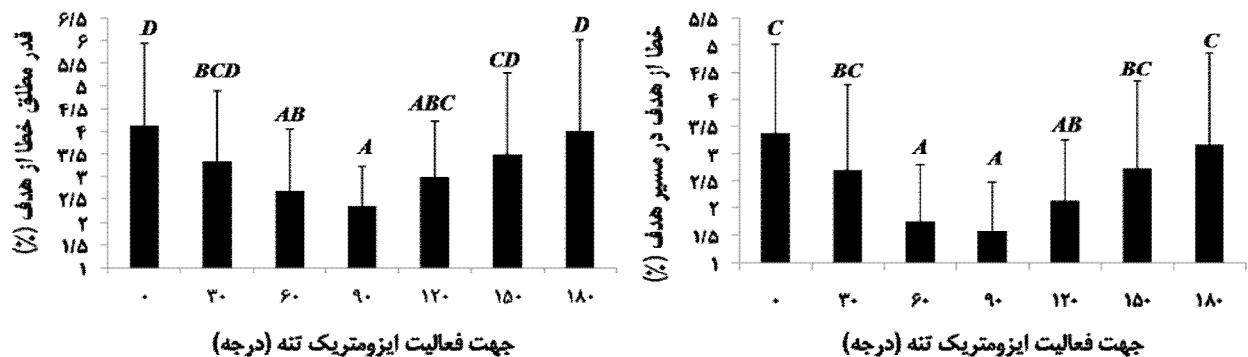 قدر مطلق خطا از هدف (%)
۶/۵
۶
۵/۵
۵
۴/۵
۴
۳/۵
۳
۲/۵
۲
۱/۵
۱
D
BCD
AB
A
ABC
CD
D
۰ ۳۰ ۶۰ ۹۰ ۱۲۰ ۱۵۰ ۱۸۰
جهت فعالیت ایزومتریک تنه (درجه)
خطا از هدف در مسیر هدف (%)
۵/۵
۵
۴/۵
۴
۳/۵
۳
۲/۵
۲
۱/۵
۱
C
BC
A
A
AB
BC
C
۰ ۳۰ ۶۰ ۹۰ ۱۲۰ ۱۵۰ ۱۸۰
جهت فعالیت ایزومتریک تنه (درجه)